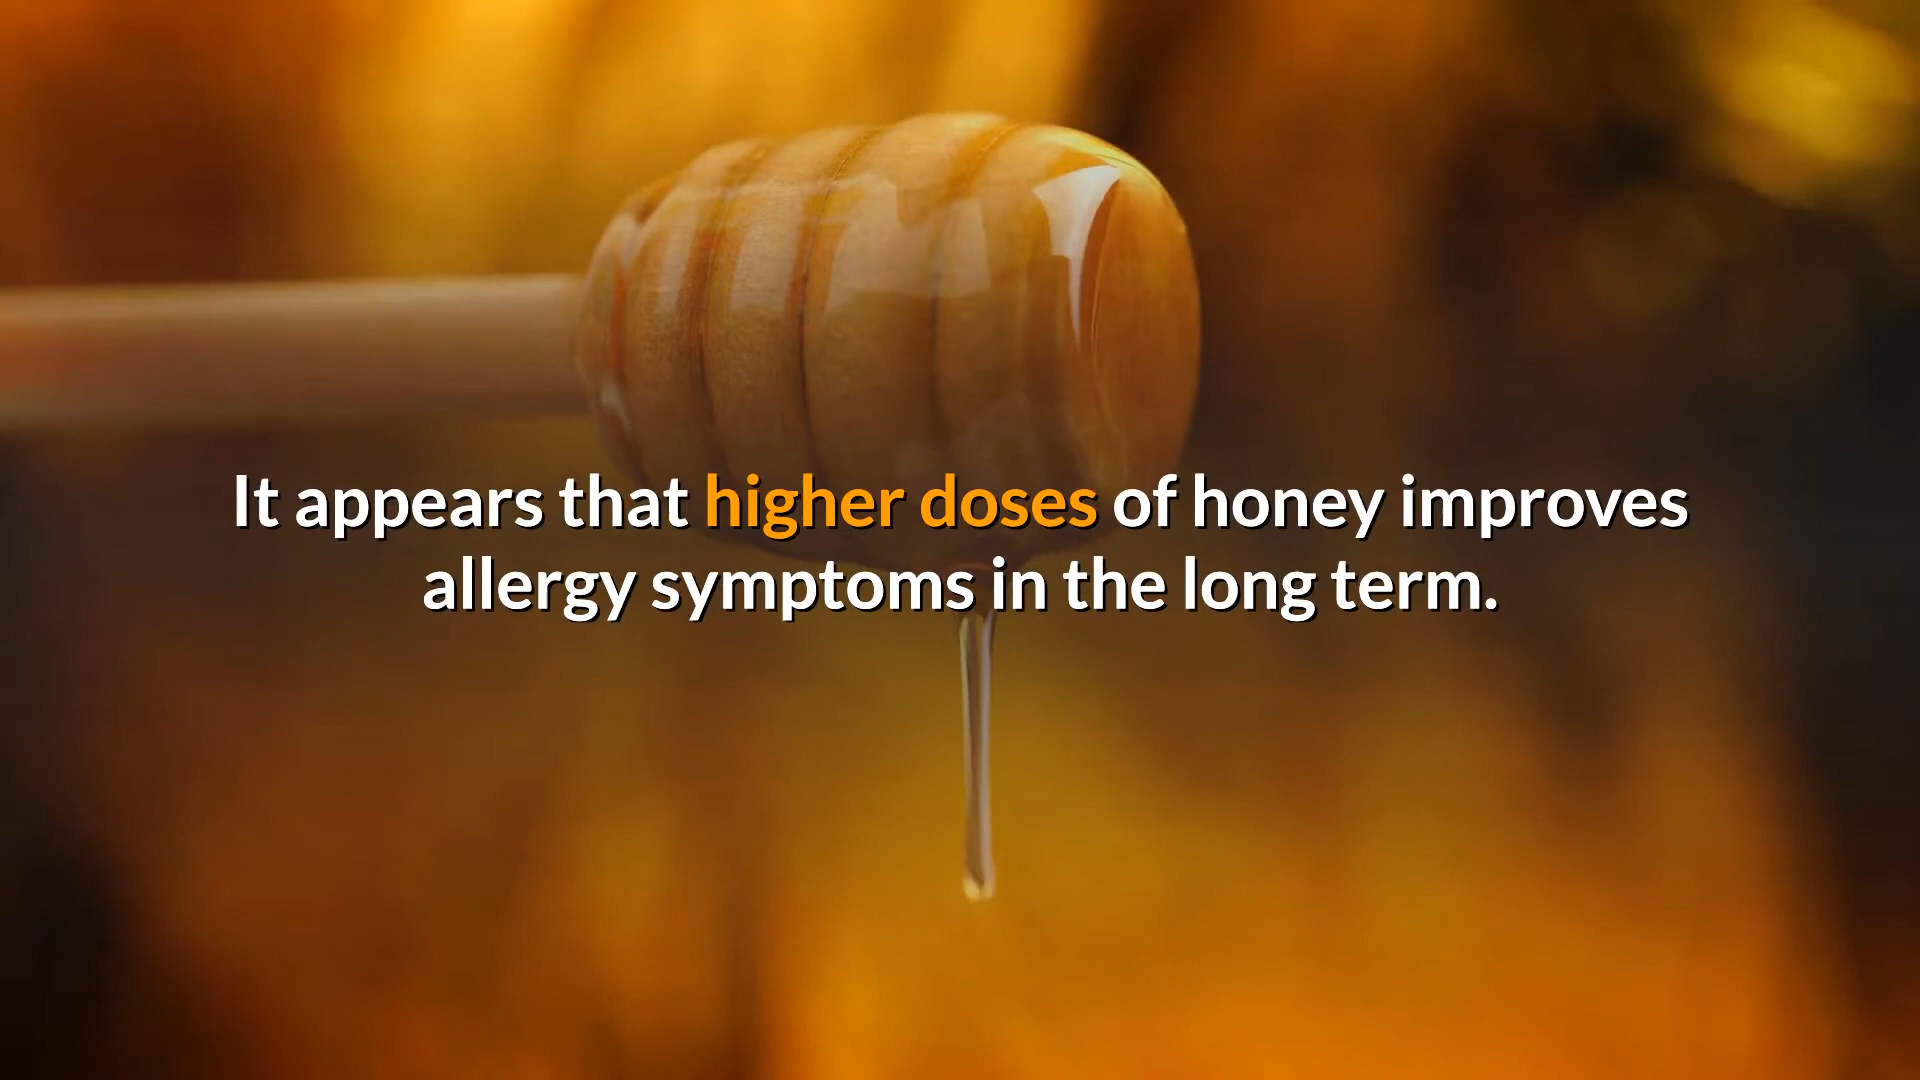 It appears that higher doses of honey improves
allergy symptoms in the long term.